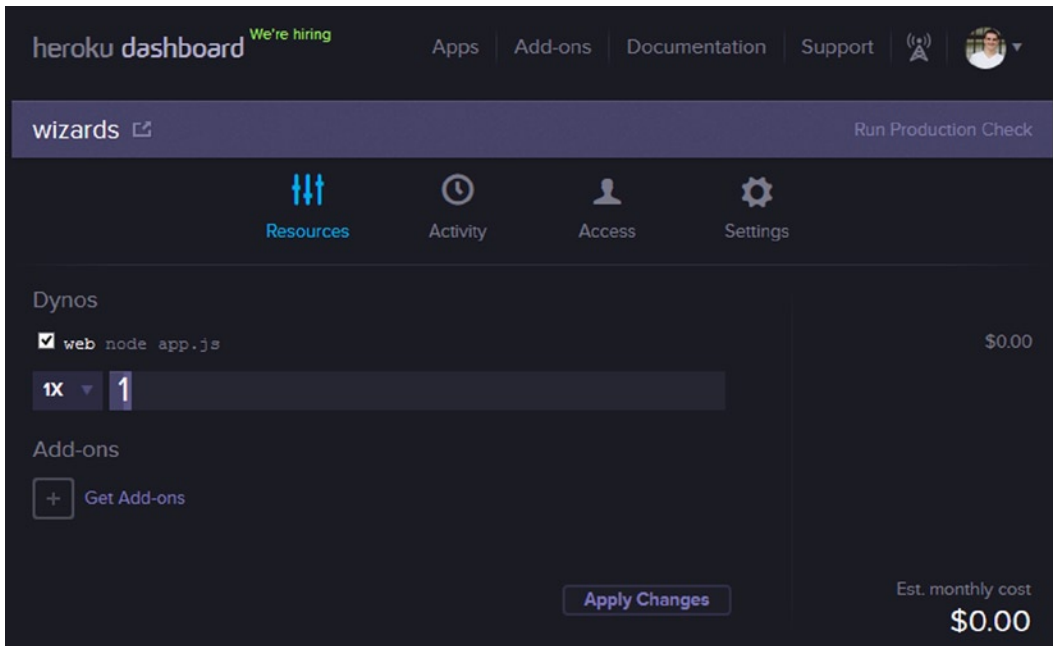 heroku dashboard We're hiring Apps Add-ons Documentation Support
wizards Run Production Check
Resources Activity Access Settings
Dynos
web node app.js $0.00
1X 1
Add-ons
+ Get Add-ons
Apply Changes
Est. monthly cost
$0.00